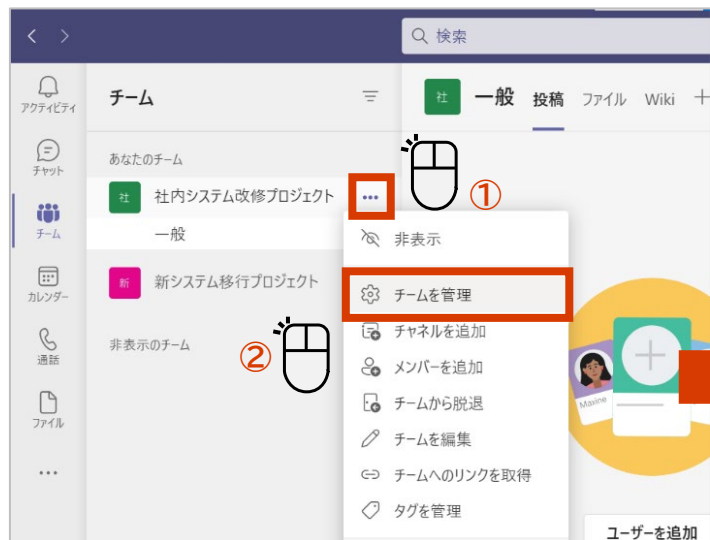 検索
アクティビティ
チャット
チーム
カレンダー
通話
ファイル
チーム
あなたのチーム
社 社内システム改修プロジェクト
一般
新 新システム移行プロジェクト
非表示のチーム
社 一般 投稿 ファイル Wiki
①
②
非表示
チームを管理
チャネルを追加
メンバーを追加
チームから脱退
チームを編集
チームへのリンクを取得
タグを管理
Maxine
ユーザーを追加